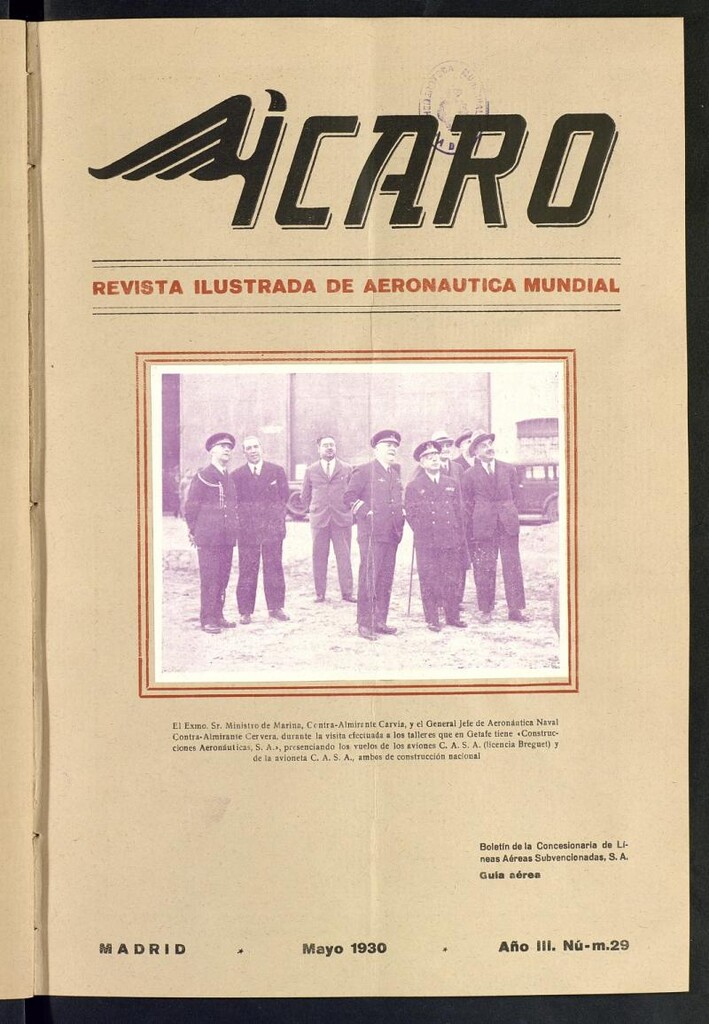 ICARO
REVISTA ILUSTRADA DE AERONAUTICA MUNDIAL
El Exmo. Sr. Ministro de Marina, Contra-Almirante Carvia, y el General Jefe de Aeronáutica Naval
Contra-Almirante Cervera, durante la visita efectuada a los talleres que en Getafe tiene «Construc-
ciones Aeronáuticas, S. A.», presenciando los vuelos de los aviones C. A. S. A. (licencia Breguet) y
de la avioneta C. A. S. A., ambos de construcción nacional
Boletín de la Concesionaria de Lí-
neas Aéreas Subvencionadas, S. A.
Guía aérea
MADRID . Mayo 1930 . Año III. Nú-m.29